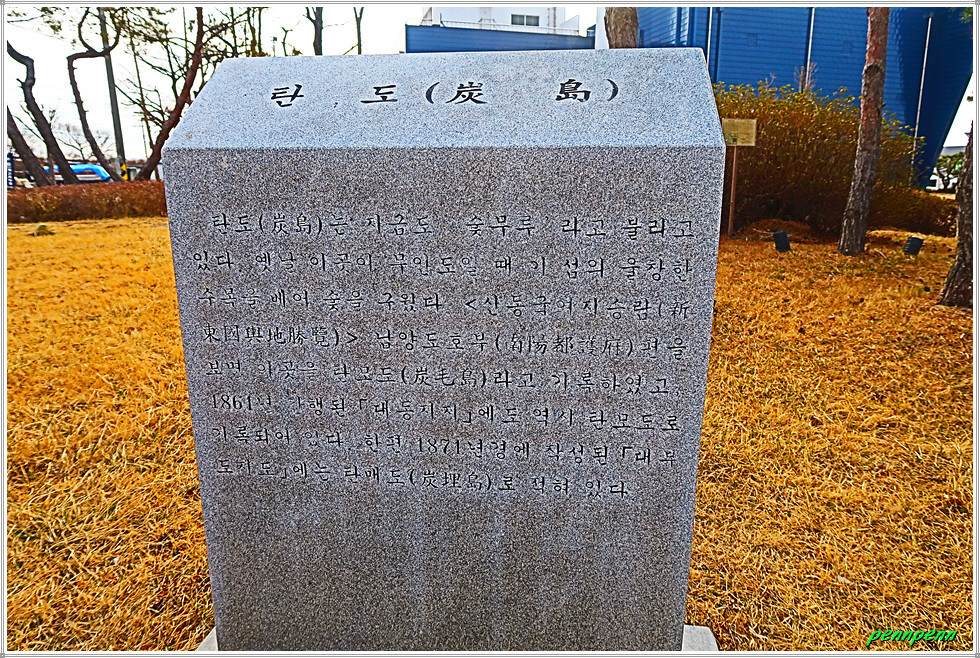 탄 도(炭 島)
탄도(炭島)는 지금도 숯무루 라고 불리고
있다. 옛날 이곳이 무인도일 때 이 섬의 울창한
수목을 베어 숯을 구웠다. <신동국여지승람(新
東國輿地勝覽)> 남양도호부(南陽都護府)편을
보면 이곳을 탄모도(炭毛島)라고 기록하였고,
1861년 간행된 「대동지지」에도 역시 탄모도로
기록되어 있다. 한편 1871년경에 작성된 「대부
도지도」에는 탄매도(炭埋島)로 적혀 있다.
pennpenn